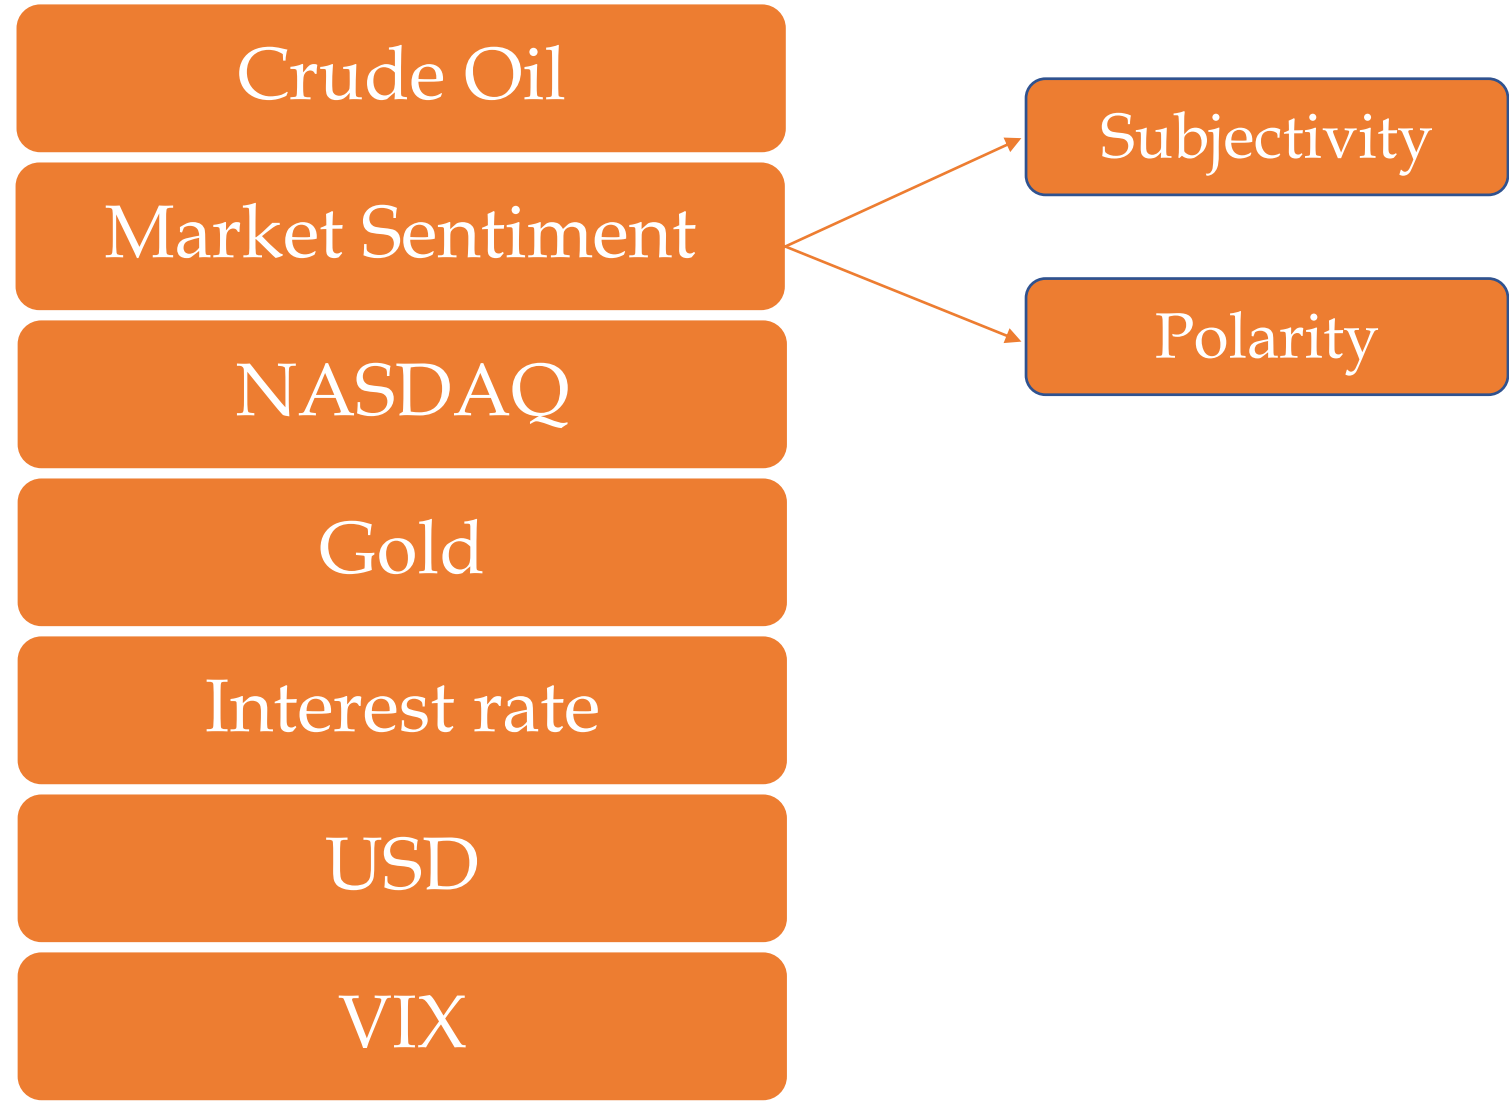 Crude Oil
Market Sentiment
NASDAQ
Gold
Interest rate
USD
VIX
Subjectivity
Polarity